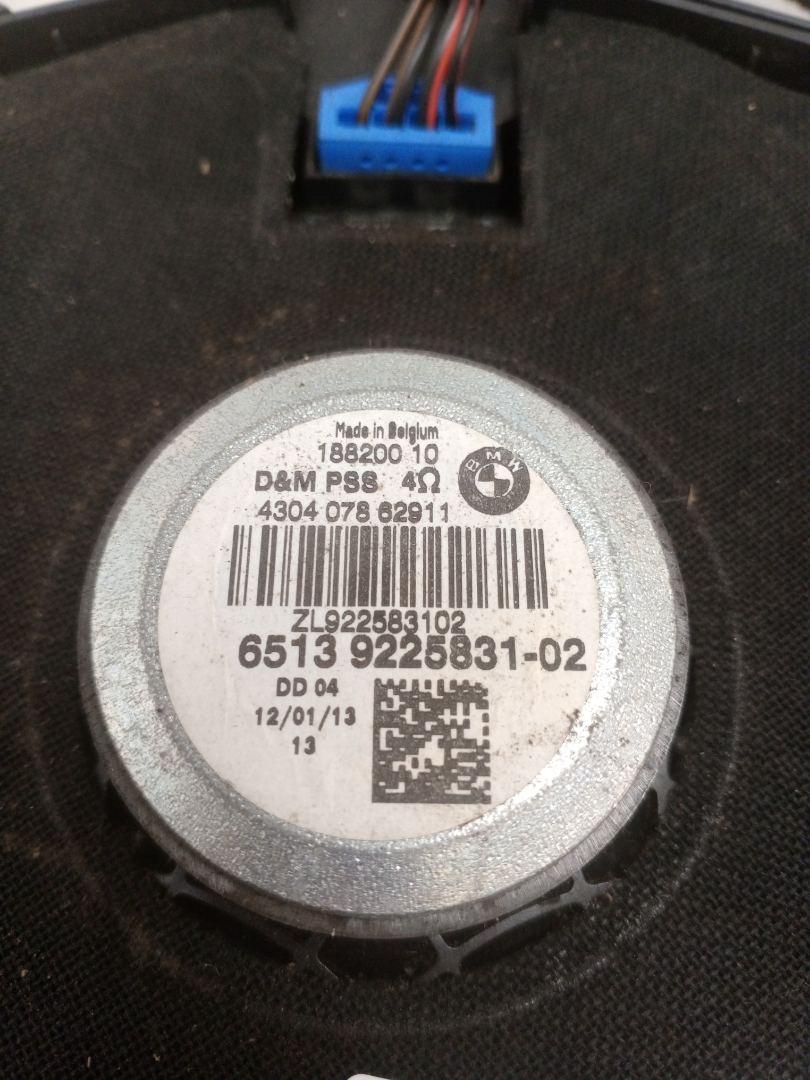 Made in Belgium
188200 10
D&M PSS 4Ω
BMW
4304 078 62911
ZL922583102
6513 9225831-02
DD 04
12/01/13
13